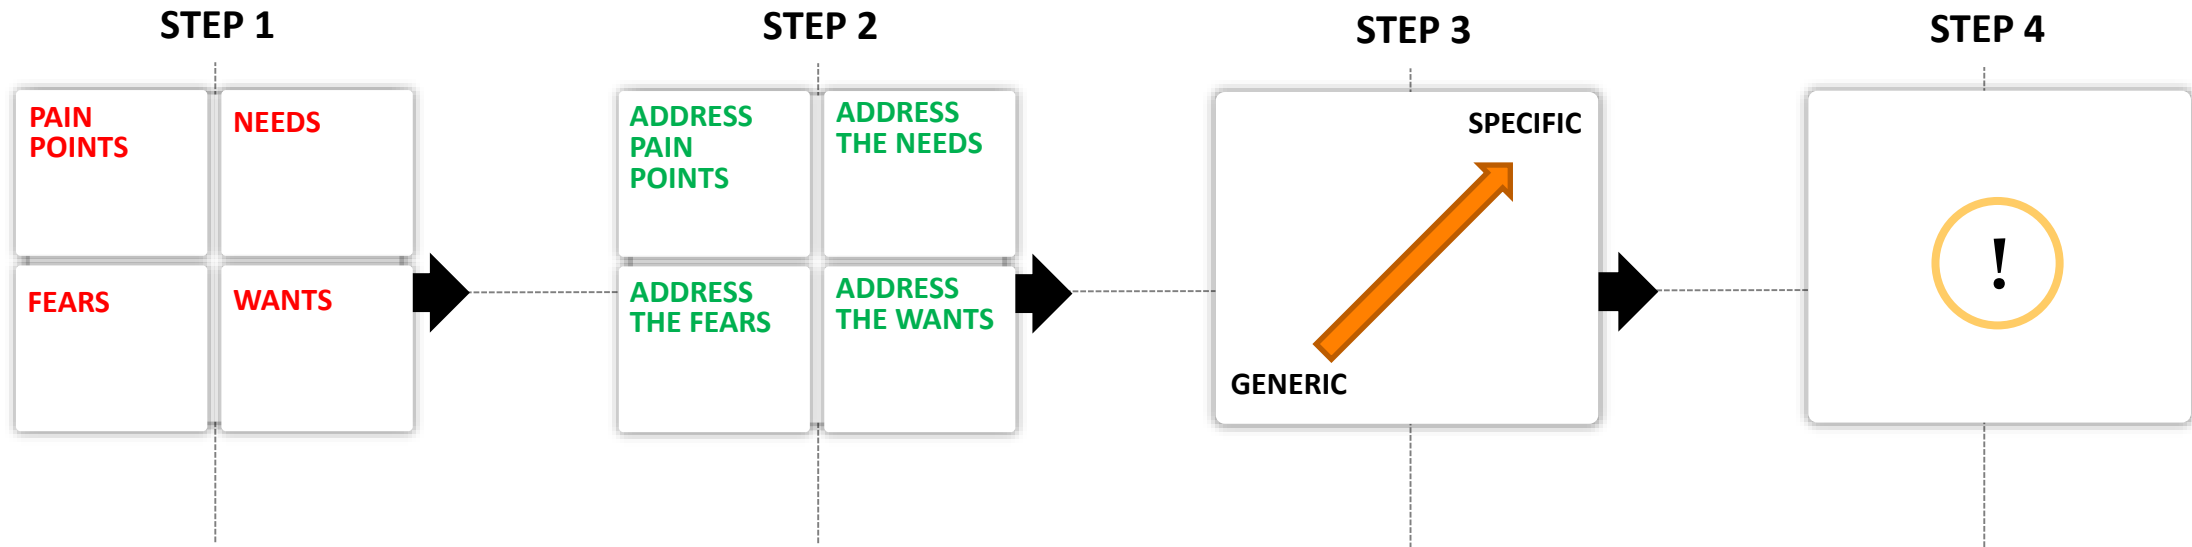 STEP 1
PAIN
POINTS
NEEDS
FEARS
WANTS
STEP 2
ADDRESS
PAIN
POINTS
ADDRESS
THE NEEDS
ADDRESS
THE FEARS
ADDRESS
THE WANTS
STEP 3
SPECIFIC
GENERIC
STEP 4
!